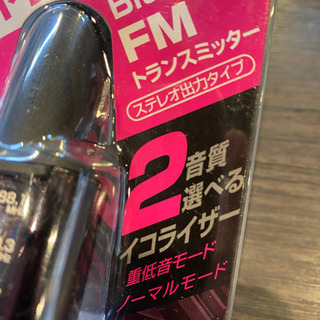 FM
トランスミッター
ステレオ出力タイプ
2音質
選べる
イコライザー
重低音モード
ノーマルモード